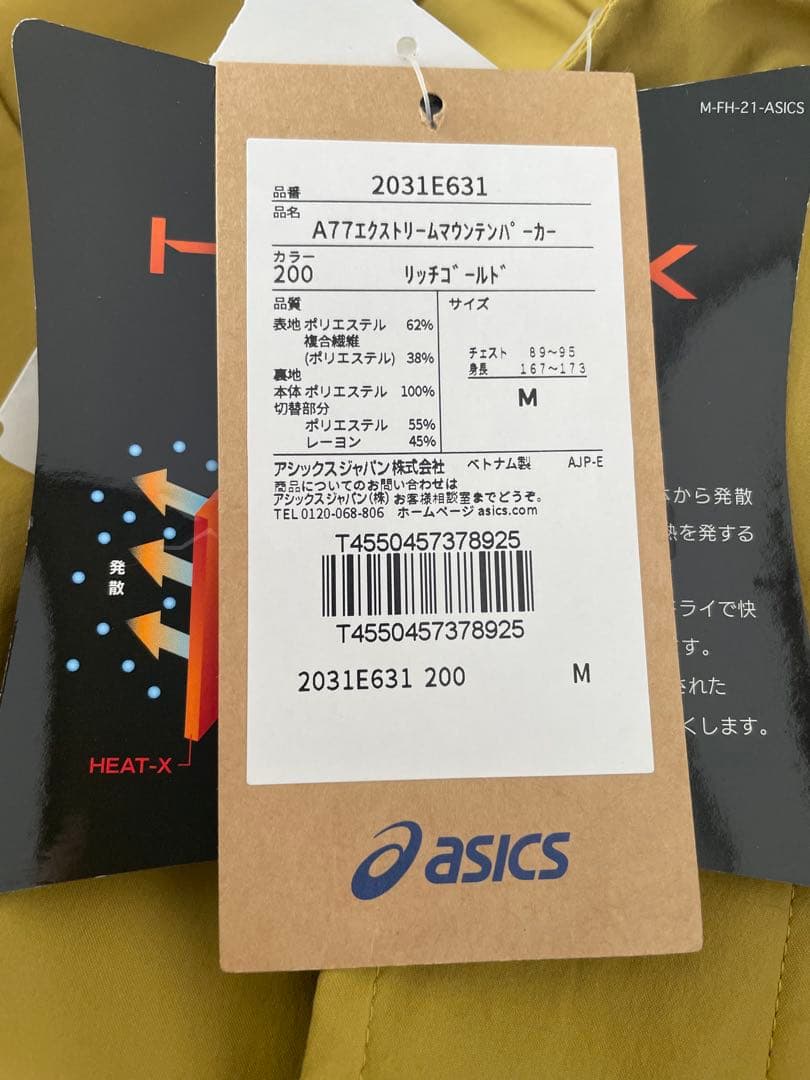 M-FH-21-ASICS
品番 2031E631
品名
A77ｴｸｽﾄﾘｰﾑﾏｳﾝﾃﾝﾊﾟｰｶｰ
カラー
200 ﾘｯﾁｺﾞｰﾙﾄﾞ
品質
表地 ポリエステル 62%
複合繊維
(ポリエステル) 38%
裏地
本体 ポリエステル 100%
切替部分
ポリエステル 55%
レーヨン 45%
サイズ
ﾁｪｽﾄ 89〜95
身長 167〜173
M
アシックスジャパン株式会社 ベトナム製 AJP-E
商品についてのお問い合わせは
アシックスジャパン(株)お客様相談室までどうぞ。
TEL 0120-068-806 ホームページ asics.com
T4550457378925
T4550457378925
2031E631 200 M
asics
発散
HEAT-X
から発散
熱を発する
ライで快
す。
された
くします。